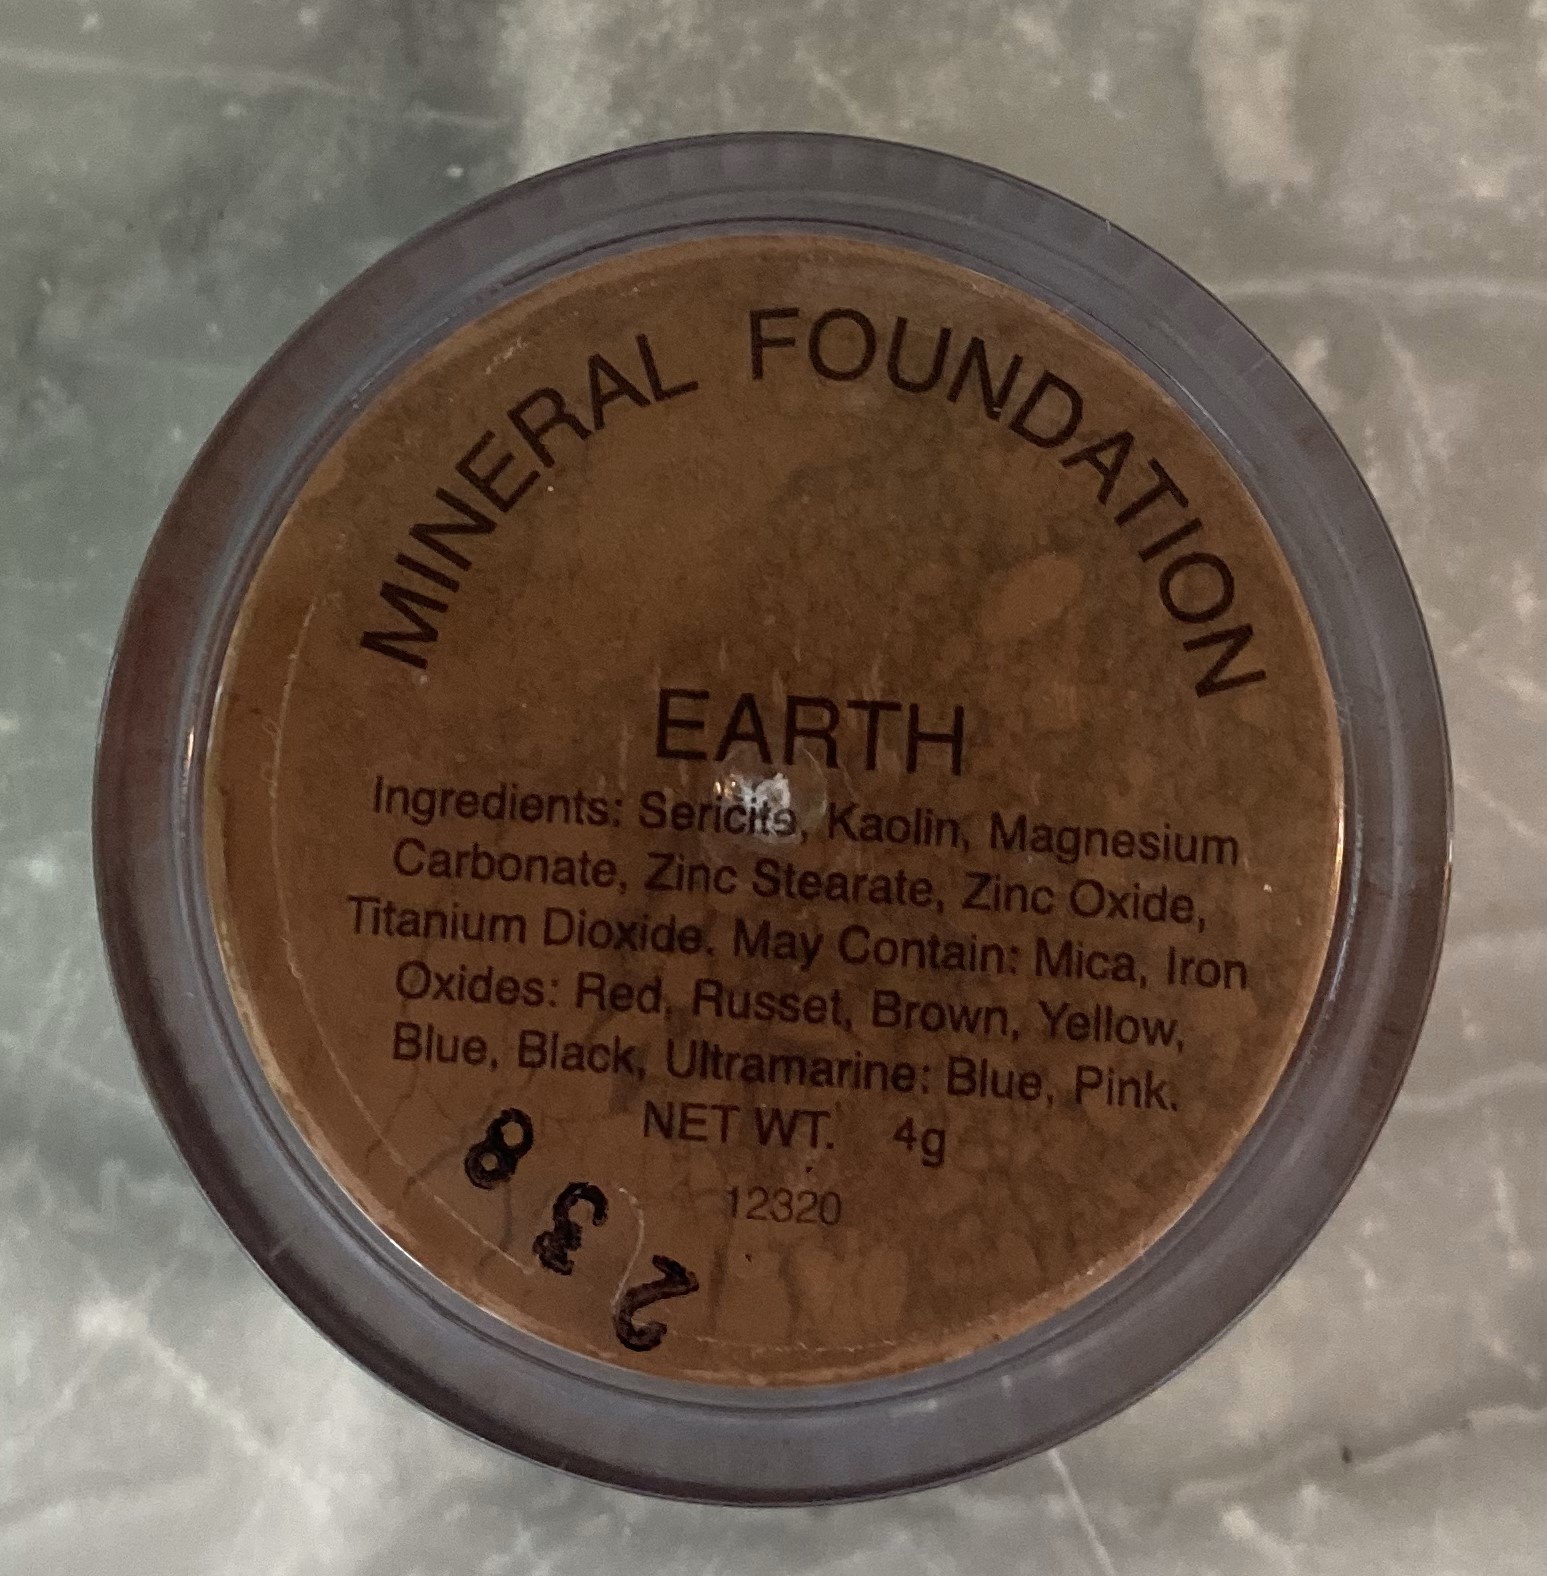 MINERAL FOUNDATION
EARTH
Ingredients: Sericite, Kaolin, Magnesium
Carbonate, Zinc Stearate, Zinc Oxide,
Titanium Dioxide. May Contain: Mica, Iron
Oxides: Red, Russet, Brown, Yellow,
Blue, Black, Ultramarine: Blue, Pink.
NET WT. 4g
12320
238